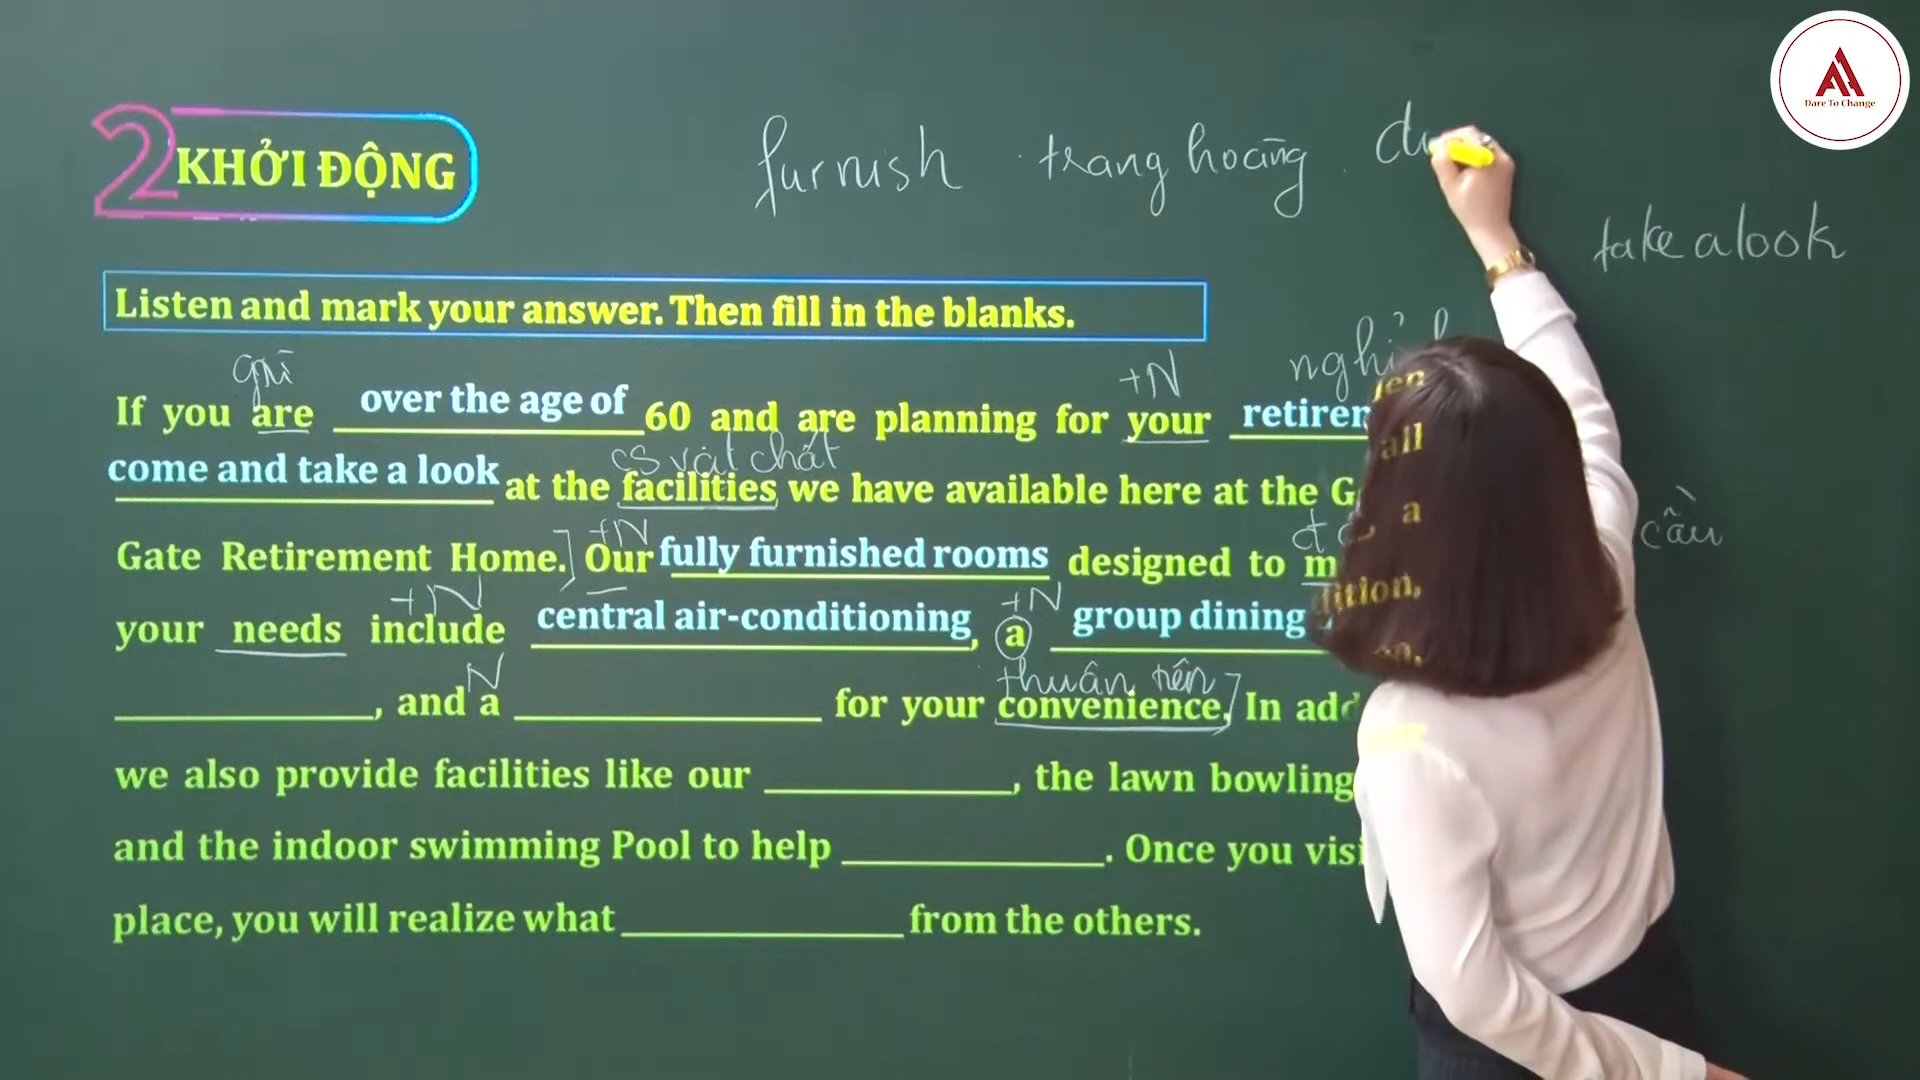 Dare To Change
2 KHỞI ĐỘNG
furnish trang hoàng
take a look
Listen and mark your answer. Then fill in the blanks.
gnì +N
If you are over the age of 60 and are planning for your
cs vật chất
come and take a look at the facilities we have available here at the
+N cầu
Gate Retirement Home. Our fully furnished rooms designed to
+N +N
your needs include central air-conditioning, a group dining
N thuận tiện
, and a for your convenience. In
we also provide facilities like our , the lawn bowling
and the indoor swimming Pool to help . Once you
place, you will realize what from the others.